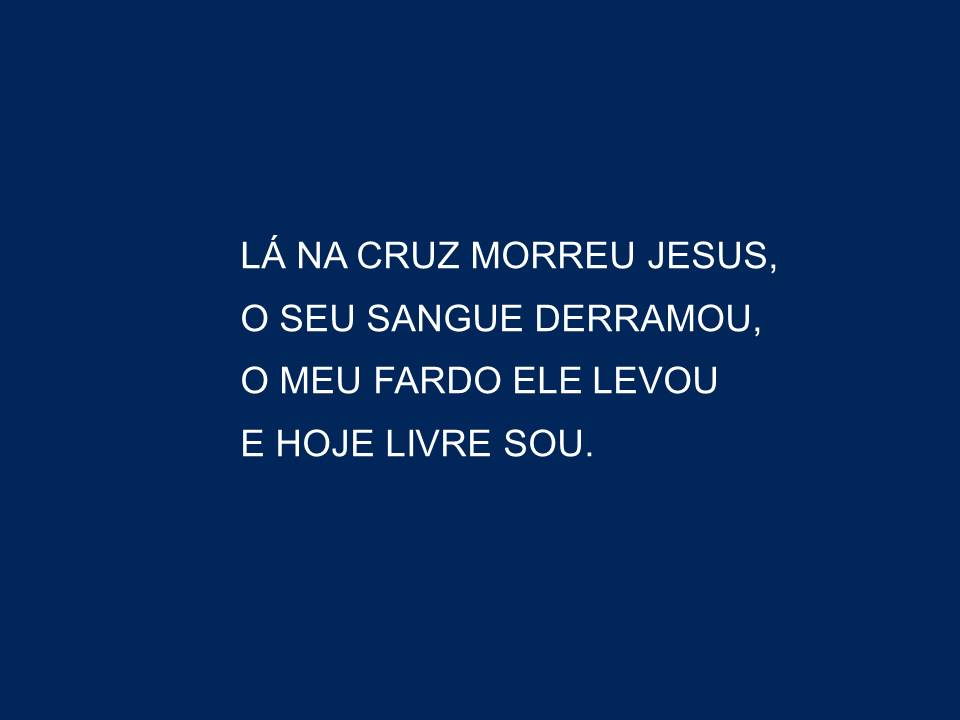 LÁ NA CRUZ MORREU JESUS,
O SEU SANGUE DERRAMOU,
O MEU FARDO ELE LEVOU
E HOJE LIVRE SOU.